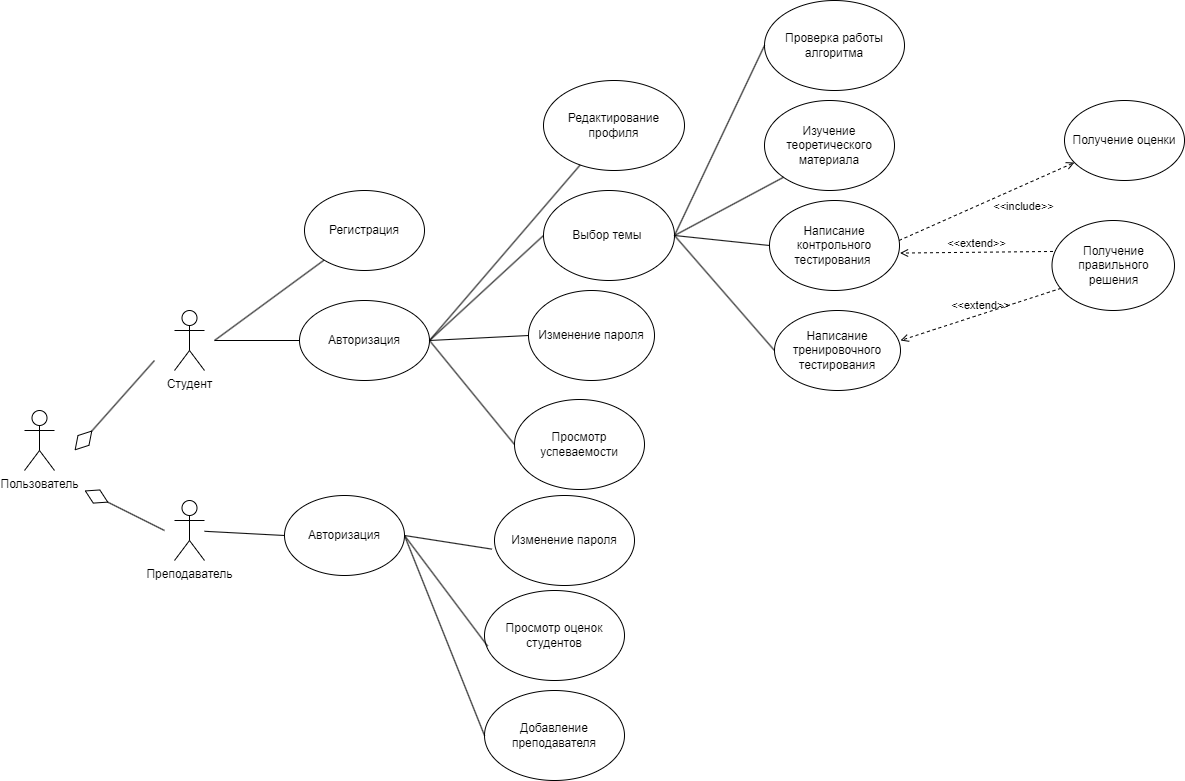 Проверка работы
алгоритма
Редактирование
профиля
Изучение
теоретического
материала
Получение оценки
<<include>>
Регистрация
Выбор темы
Написание
контрольного
тестирования
<<extend>>
Получение
правильного
решения
<<extend>>
Авторизация
Изменение пароля
Написание
тренировочного
тестирования
Студент
Просмотр
успеваемости
Пользователь
Преподаватель
Авторизация
Изменение пароля
Просмотр оценок
студентов
Добавление
преподавателя